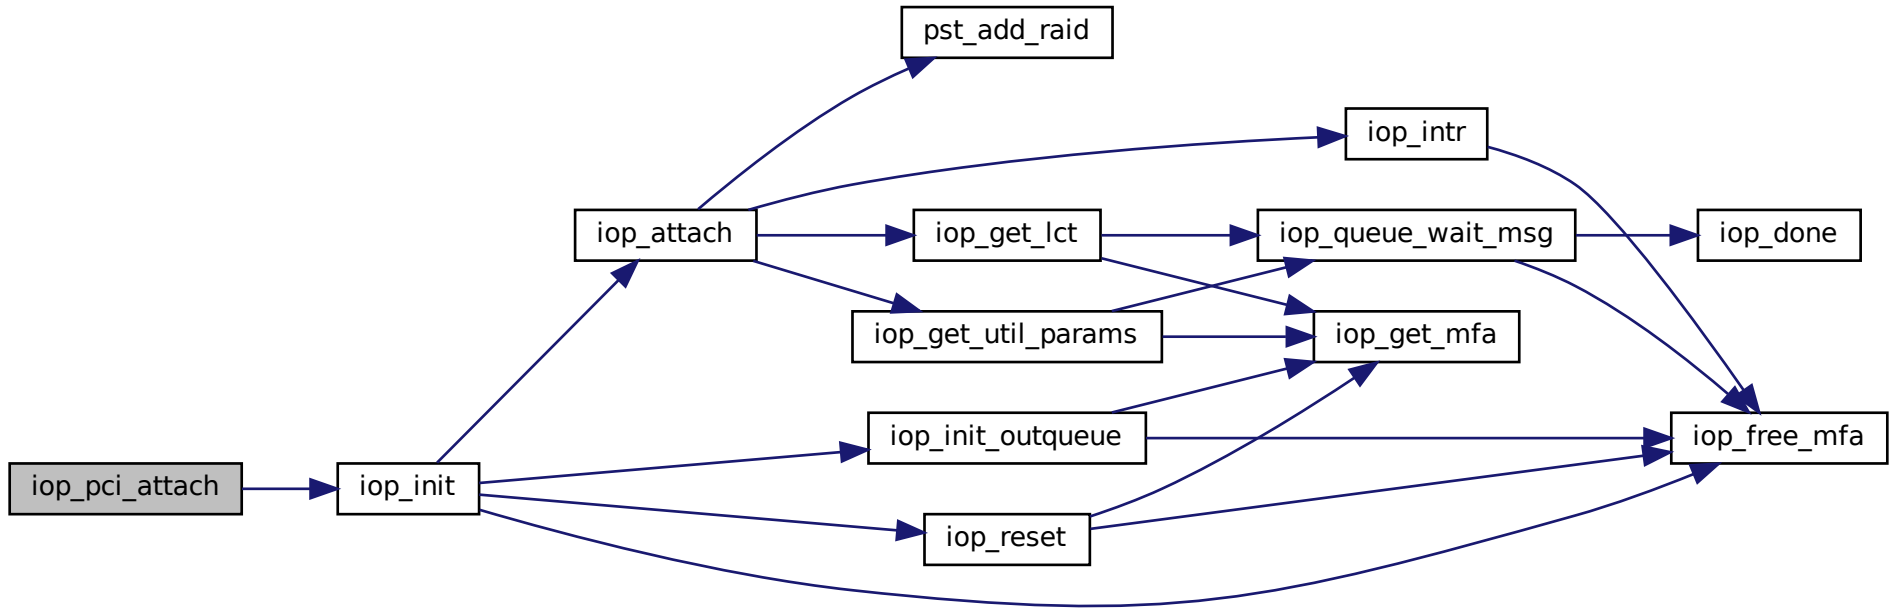 pst_add_raid
iop_intr
iop_attach
iop_get_lct
iop_queue_wait_msg
iop_done
iop_get_util_params
iop_get_mfa
iop_init_outqueue
iop_free_mfa
iop_pci_attach
iop_init
iop_reset